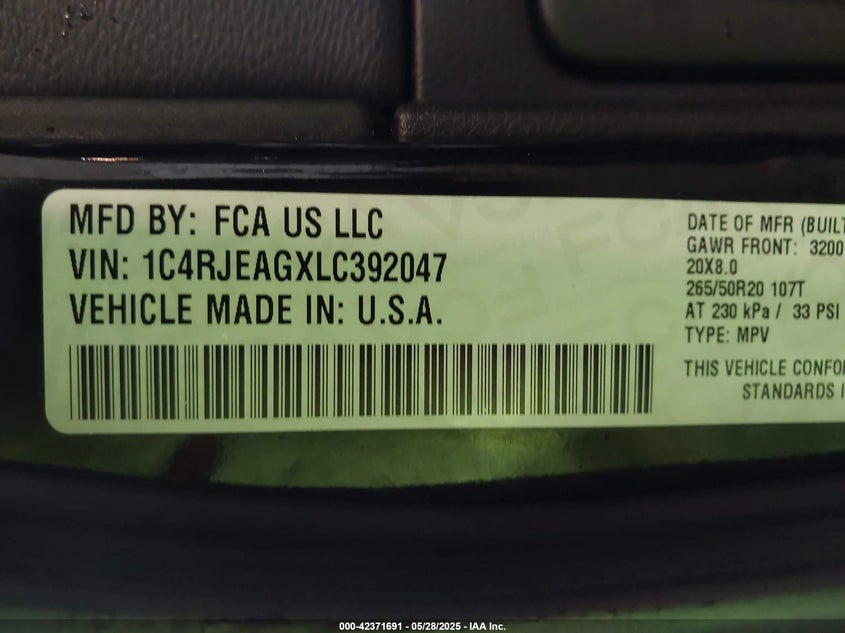 MFD BY: FCA US LLC
VIN: 1C4RJEAGXLC392047
VEHICLE MADE IN: U.S.A.
DATE OF MFR (BUILT
GAWR FRONT: 3200
20X8.0
265/50R20 107T
AT 230 kPa / 33 PSI
TYPE: MPV
THIS VEHICLE CONFO
STANDARDS I
000-42371691 - 05/28/2025 - IAA Inc.